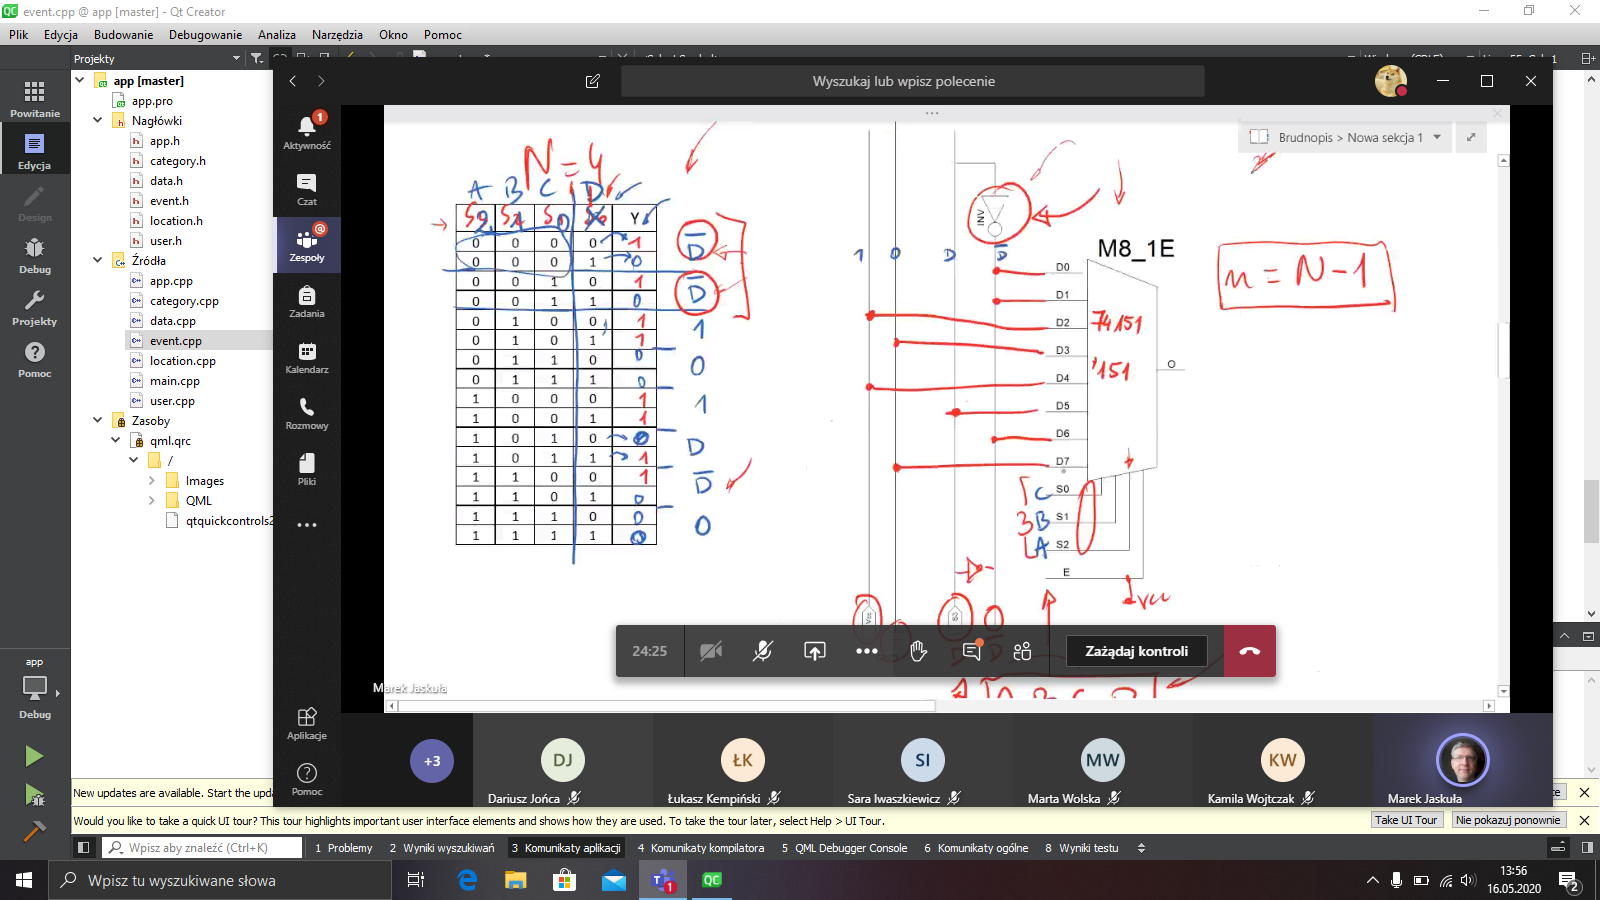 event.cpp @ app [master] - Qt Creator
Plik Edycja Budowanie Debugowanie Analiza Narzędzia Okno Pomoc
Projekty
app [master]
app.pro
Nagłówki
app.h
category.h
data.h
event.h
location.h
user.h
Źródła
app.cpp
category.cpp
data.cpp
event.cpp
location.cpp
main.cpp
user.cpp
Zasoby
qml.qrc
/
Images
QML
qtquickcontrols2
Powitanie
Edycja
Design
Debug
Projekty
Pomoc
app
Debug
Wyszukaj lub wpisz polecenie
1
Aktywność
Czat
Zespoły
Zadania
Kalendarz
Rozmowy
Pliki
Aplikacje
Pomoc
Brudnopis > Nowa sekcja 1
N = 4
A B C D
S2 S1 S0 Y
0 0 0 0 1
0 0 0 1 0
0 0 1 0 1
0 0 1 1 0
0 1 0 0 1
0 1 0 1 1
0 1 1 0 0
0 1 1 1 0
1 0 0 0 1
1 0 0 1 1
1 0 1 0 0
1 0 1 1 1
1 1 0 0 1
1 1 0 1 0
1 1 1 0 0
1 1 1 1 0
D̅
D̅
1
0
1
D
D̅
0
INV
1 0 D D̅
M8_1E
D0
D1
D2
D3
D4
D5
D6
D7
74151
'151
O
C S0
3 B S1
A S2
E
Vcc
Vcc
S3
n = N-1
24:25
Zażądaj kontroli
Marek Jaskuła
+3
DJ
Dariusz Jońca
ŁK
Łukasz Kempiński
SI
Sara Iwaszkiewicz
MW
Marta Wolska
KW
Kamila Wojtczak
Marek Jaskuła
New updates are available. Start the upda
Would you like to take a quick UI tour? This tour highlights important user interface elements and shows how they are used. To take the tour later, select Help > UI Tour.
Take UI Tour
Nie pokazuj ponownie
Wpisz aby znaleźć (Ctrl+K)
1 Problemy 2 Wyniki wyszukiwań 3 Komunikaty aplikacji 4 Komunikaty kompilatora 5 QML Debugger Console 6 Komunikaty ogólne 8 Wyniki testu
Wpisz tu wyszukiwane słowo
13:56
16.05.2020
2